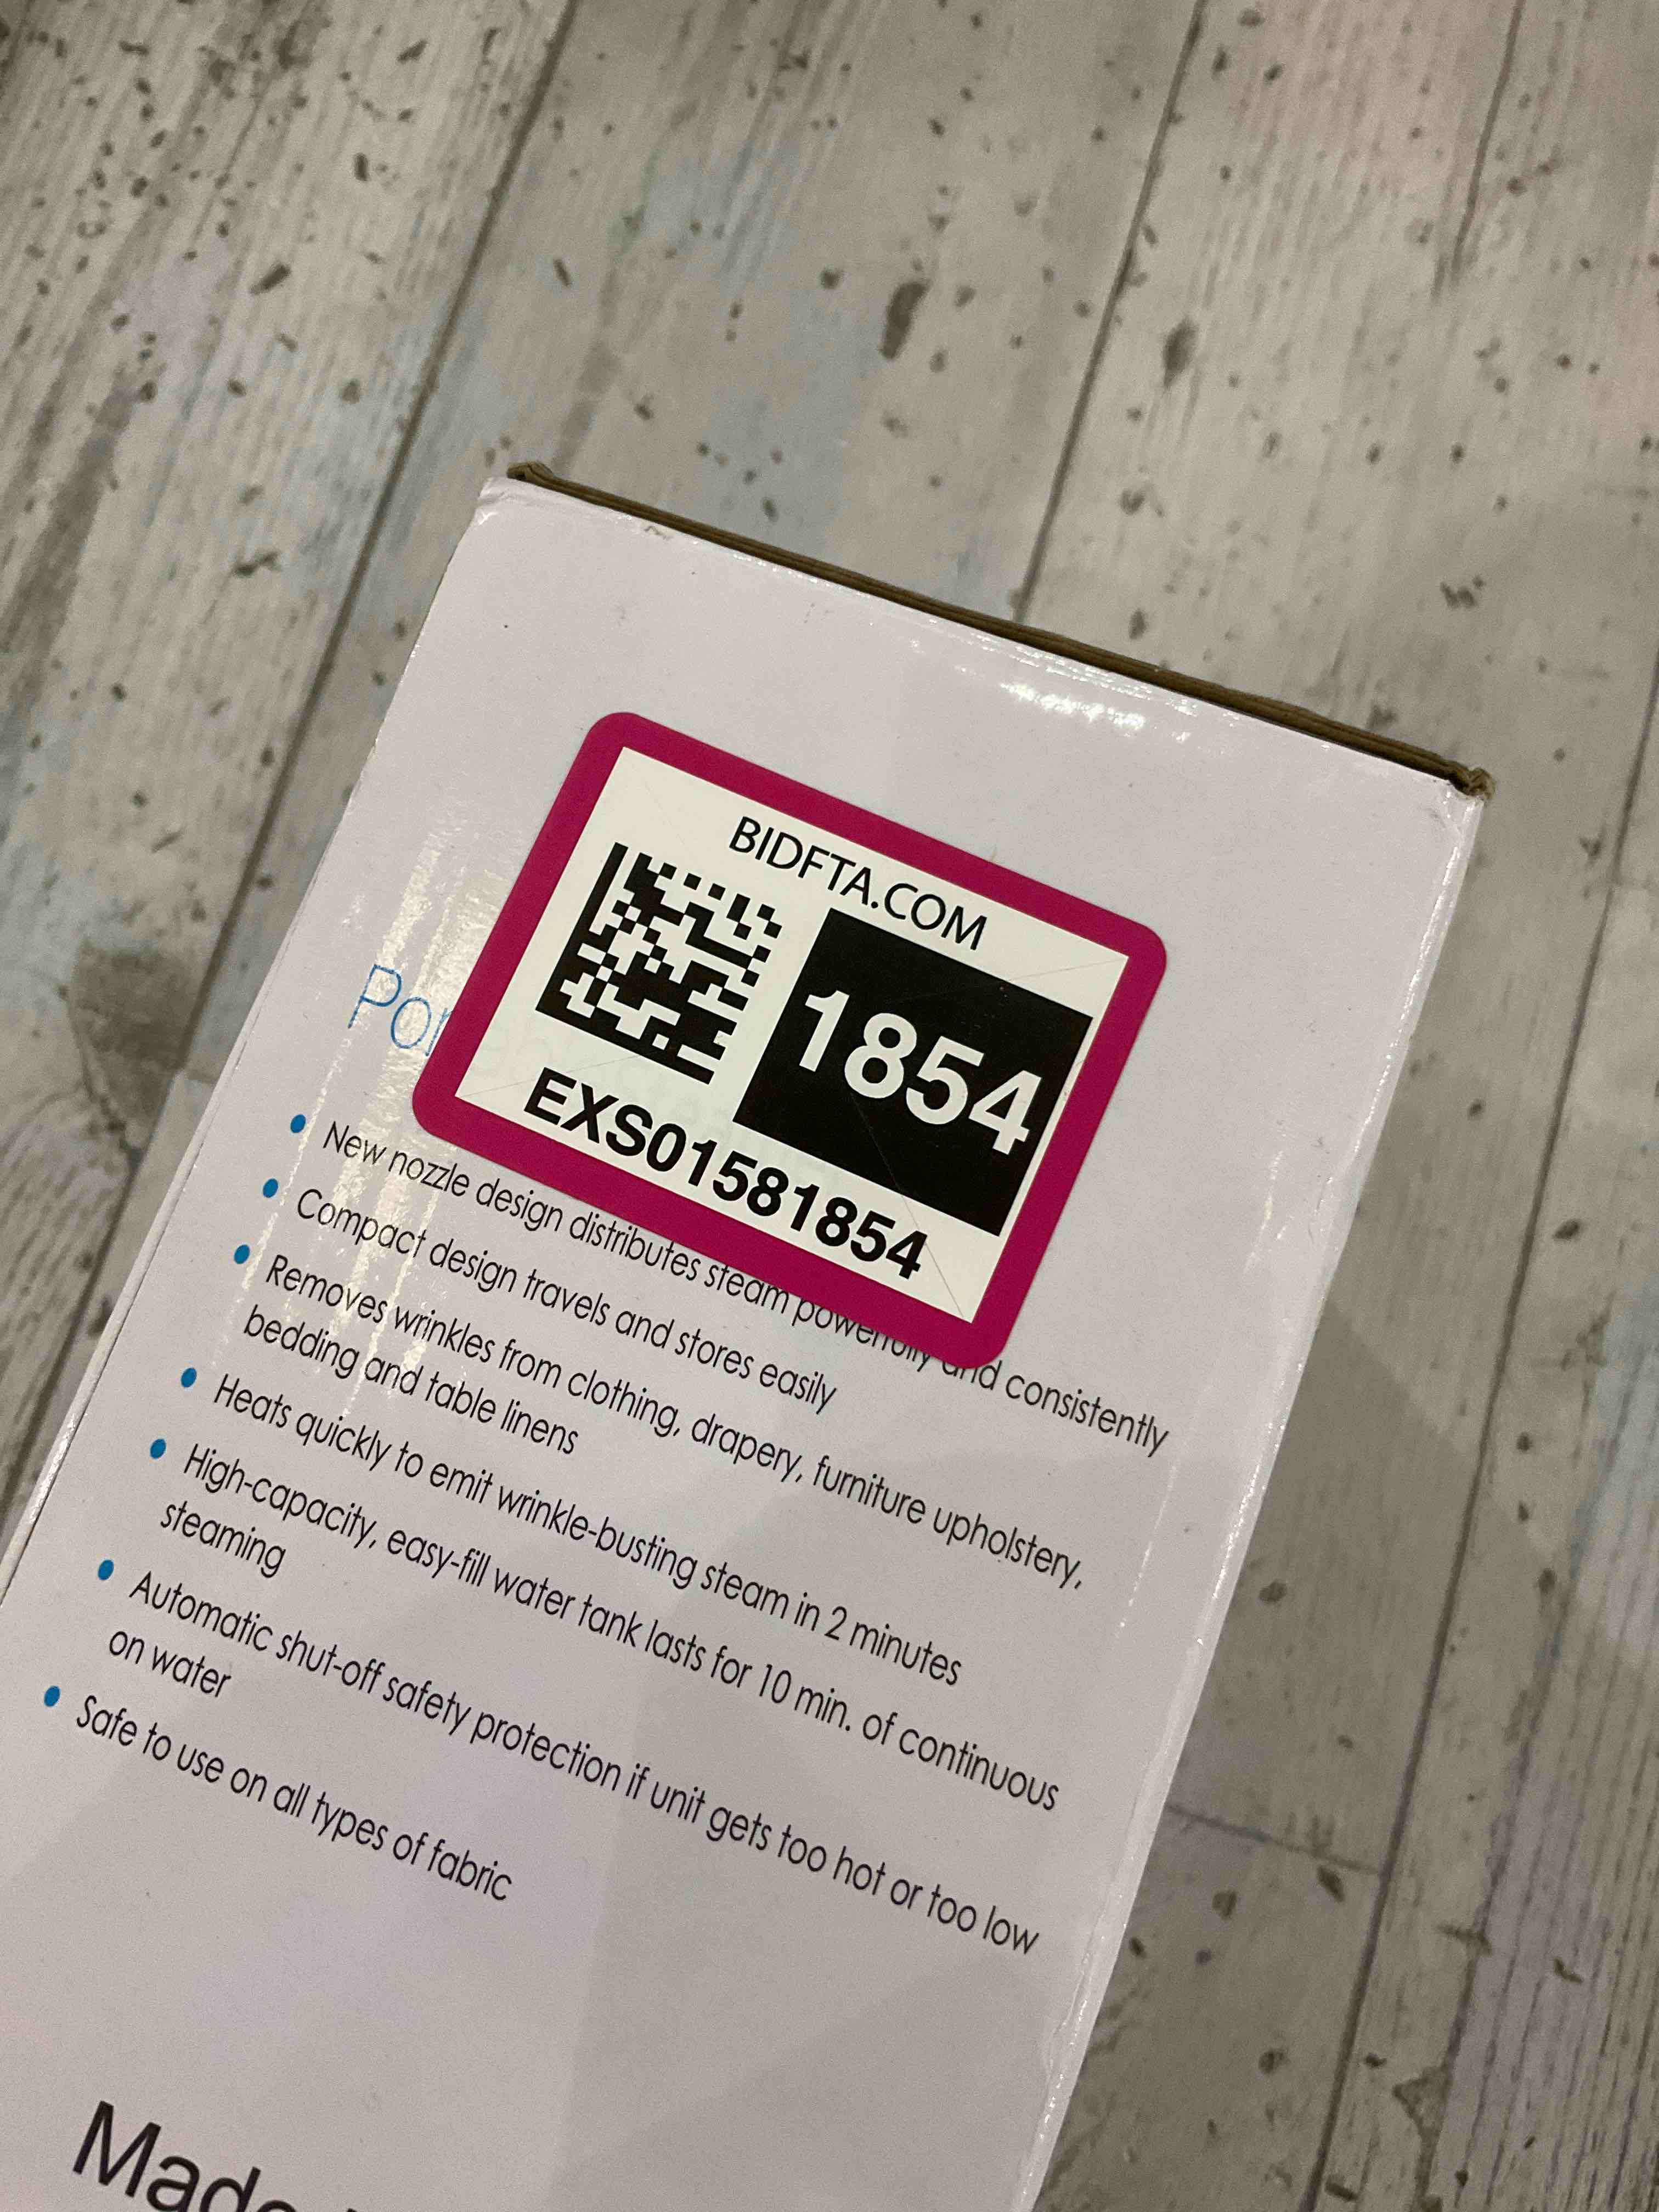 BIDFTA.COM
1854
EXS01581854
New nozzle design distributes steam powerfully and consistently
Compact design travels and stores easily
Removes wrinkles from clothing, drapery, furniture upholstery,
bedding and table linens
Heats quickly to emit wrinkle-busting steam in 2 minutes
High-capacity, easy-fill water tank lasts for 10 min. of continuous
steaming
Automatic shut-off safety protection if unit gets too hot or too low
on water
Safe to use on all types of fabric
Made